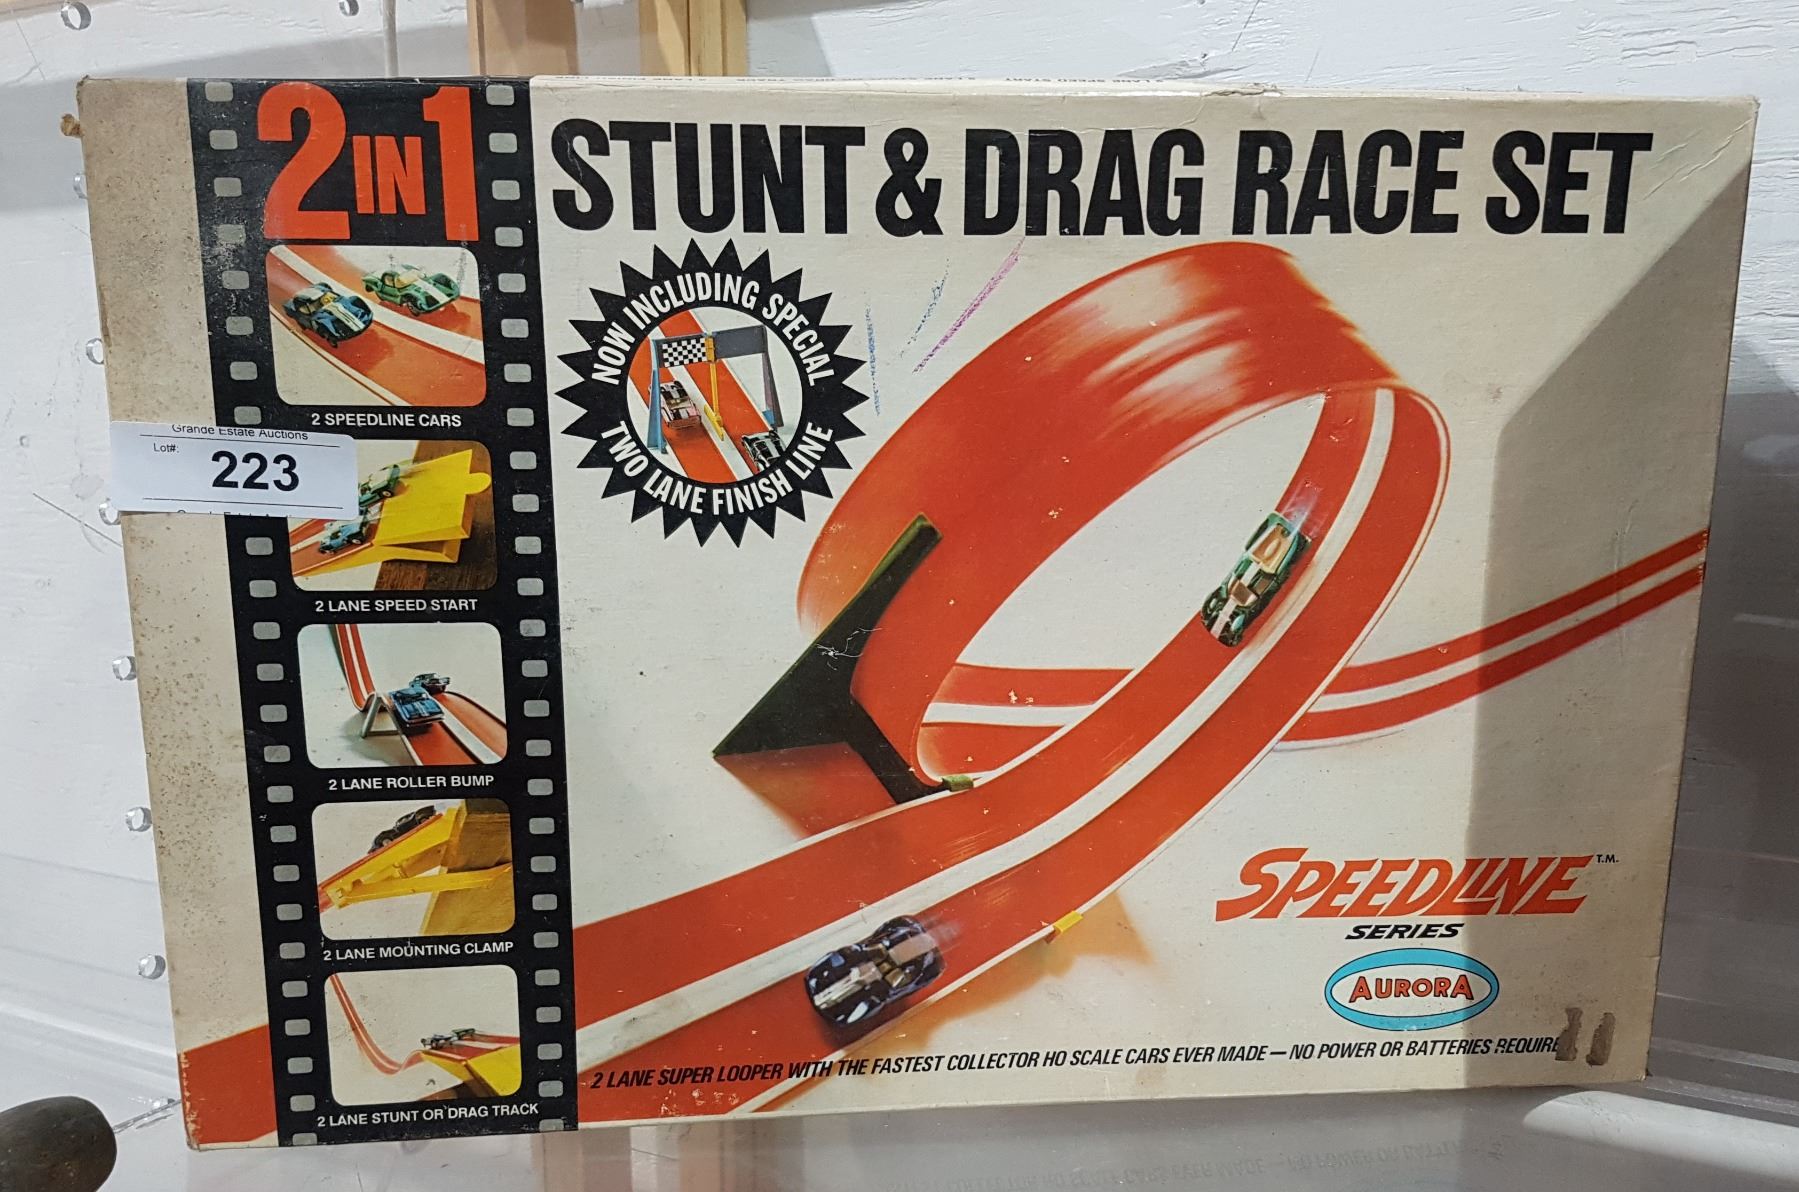 2 IN 1
STUNT & DRAG RACE SET
NOW INCLUDING SPECIAL
TWO LANE FINISH LINE
2 SPEEDLINE CARS
Grande Estate Auctions
Lot#:
223
2 LANE SPEED START
2 LANE ROLLER BUMP
2 LANE MOUNTING CLAMP
2 LANE STUNT OR DRAG TRACK
SPEEDLINE T.M.
SERIES
AURORA
2 LANE SUPER LOOPER WITH THE FASTEST COLLECTOR HO SCALE CARS EVER MADE — NO POWER OR BATTERIES REQUIRE